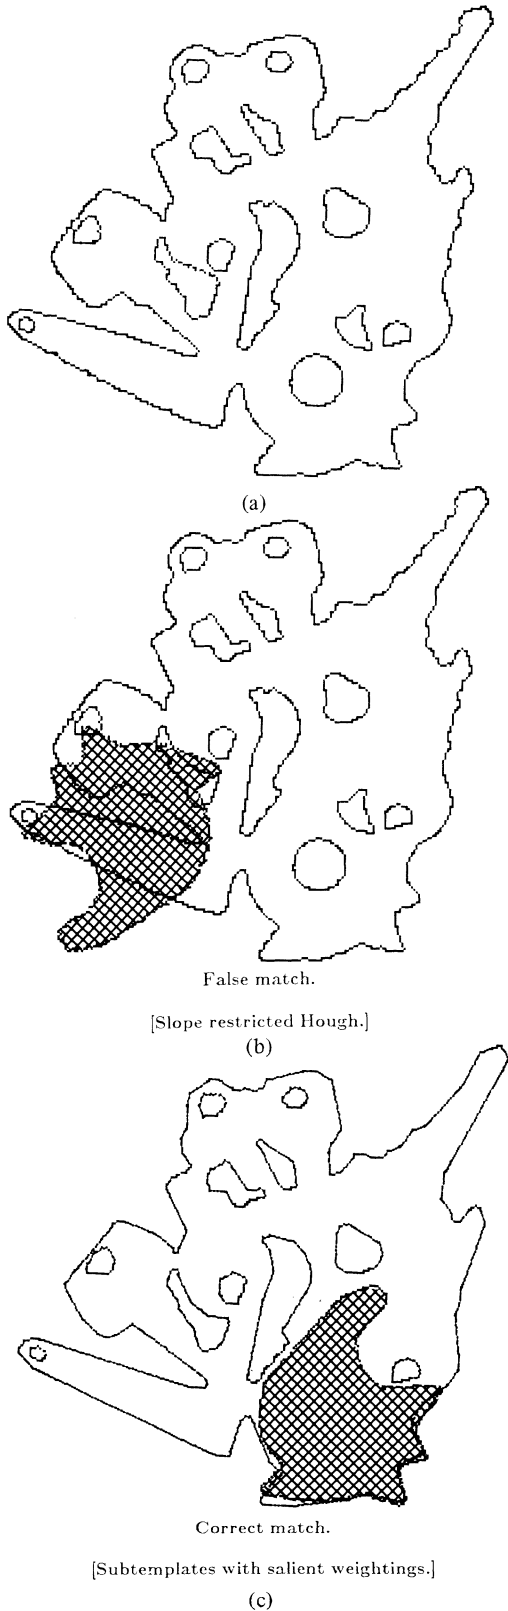 (a)
False match.
[Slope restricted Hough.]
(b)
Correct match.
[Subtemplates with salient weightings.]
(c)